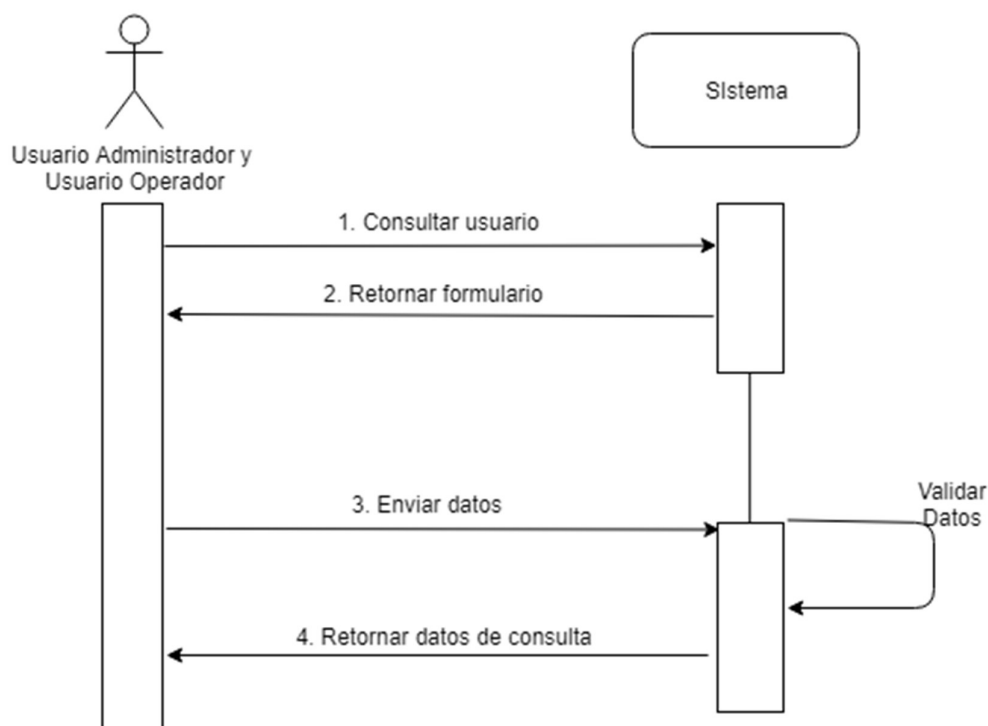 SIstema
Usuario Administrador y
Usuario Operador
1. Consultar usuario
2. Retornar formulario
3. Enviar datos
Validar
Datos
4. Retornar datos de consulta